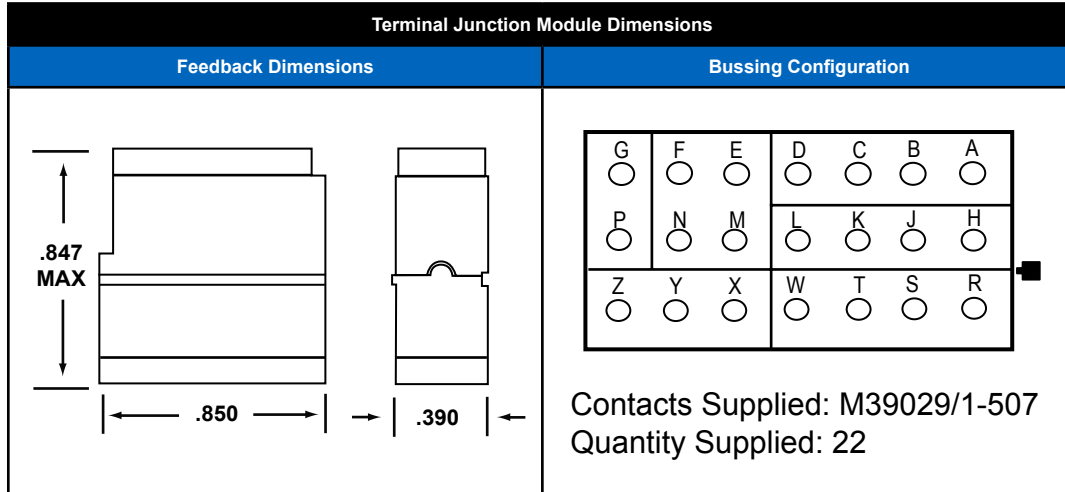 Terminal Junction Module Dimensions
Feedback Dimensions
Bussing Configuration
.847
MAX
.850
.390
G F E D C B A
P N M L K J H
Z Y X W T S R
Contacts Supplied: M39029/1-507
Quantity Supplied: 22